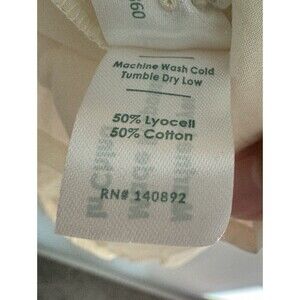 Machine Wash Cold
Tumble Dry Low
50% Lyocell
50% Cotton
RN# 140892